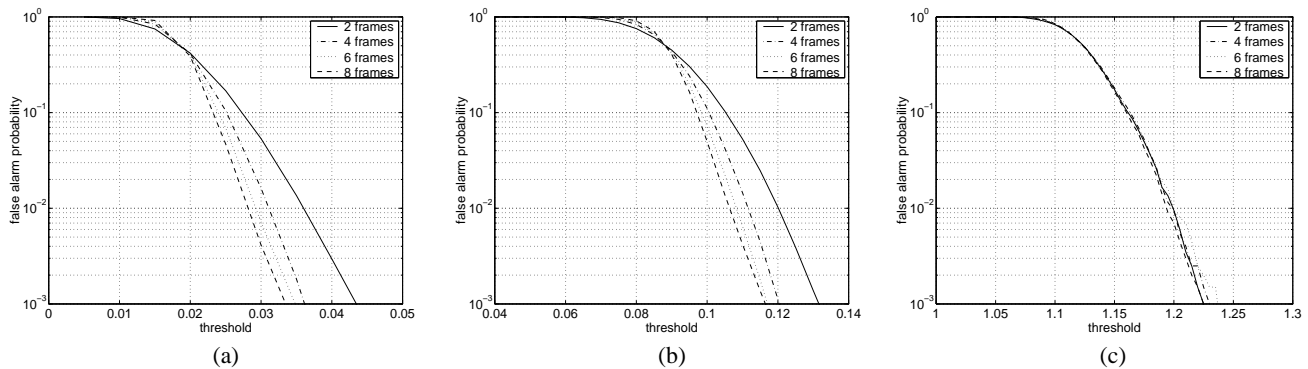 10^0
10^-1
10^-2
10^-3
false alarm probability
2 frames
4 frames
6 frames
8 frames
0 0.01 0.02 0.03 0.04 0.05
threshold
(a)
10^0
10^-1
10^-2
10^-3
false alarm probability
2 frames
4 frames
6 frames
8 frames
0.04 0.06 0.08 0.1 0.12 0.14
threshold
(b)
10^0
10^-1
10^-2
10^-3
false alarm probability
2 frames
4 frames
6 frames
8 frames
1 1.05 1.1 1.15 1.2 1.25 1.3
threshold
(c)